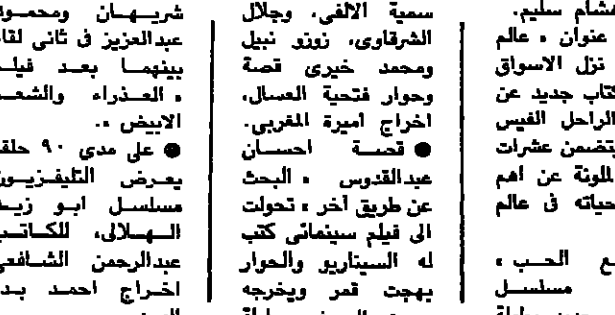 هشام سليم.
عنوان « عالم
نزل الاسواق
كتاب جديد عن
الراحل الفيس
يتضمن عشرات
الملونة عن اهم
حياته فى عالم
الحب »
مسلسل
سمية الالفى، وجلال
الشرقاوى، زوزو نبيل
ومحمد خيرى قصة
وحوار فتحية العسال،
اخراج اميرة المغربى.
● قصة احسان
عبدالقدوس « البحث
عن طريق آخر » تحولت
الى فيلم سينمائى كتب
له السيناريو والحوار
بهجت قمر ويخرجه
شريهان ومحمود
عبدالعزيز فى ثانى لقاء
بينهما بعد فيلم
« العذراء والشعر
الابيض ».
● على مدى ٩٠ حلقة
يعرض التليفزيون
مسلسل ابو زيد
الهلالى، للكاتب
عبدالرحمن الشافعى
اخراج احمد بد